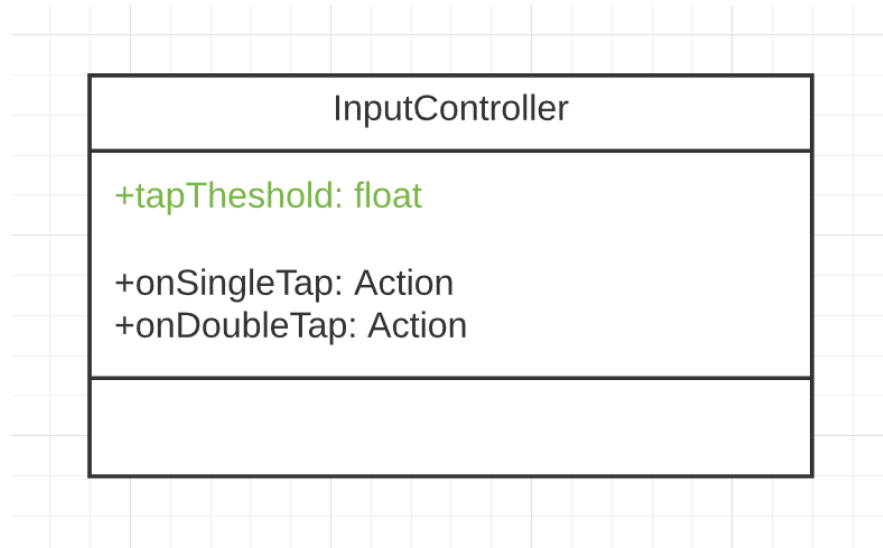 InputController
+tapTheshold: float
+onSingleTap: Action
+onDoubleTap: Action